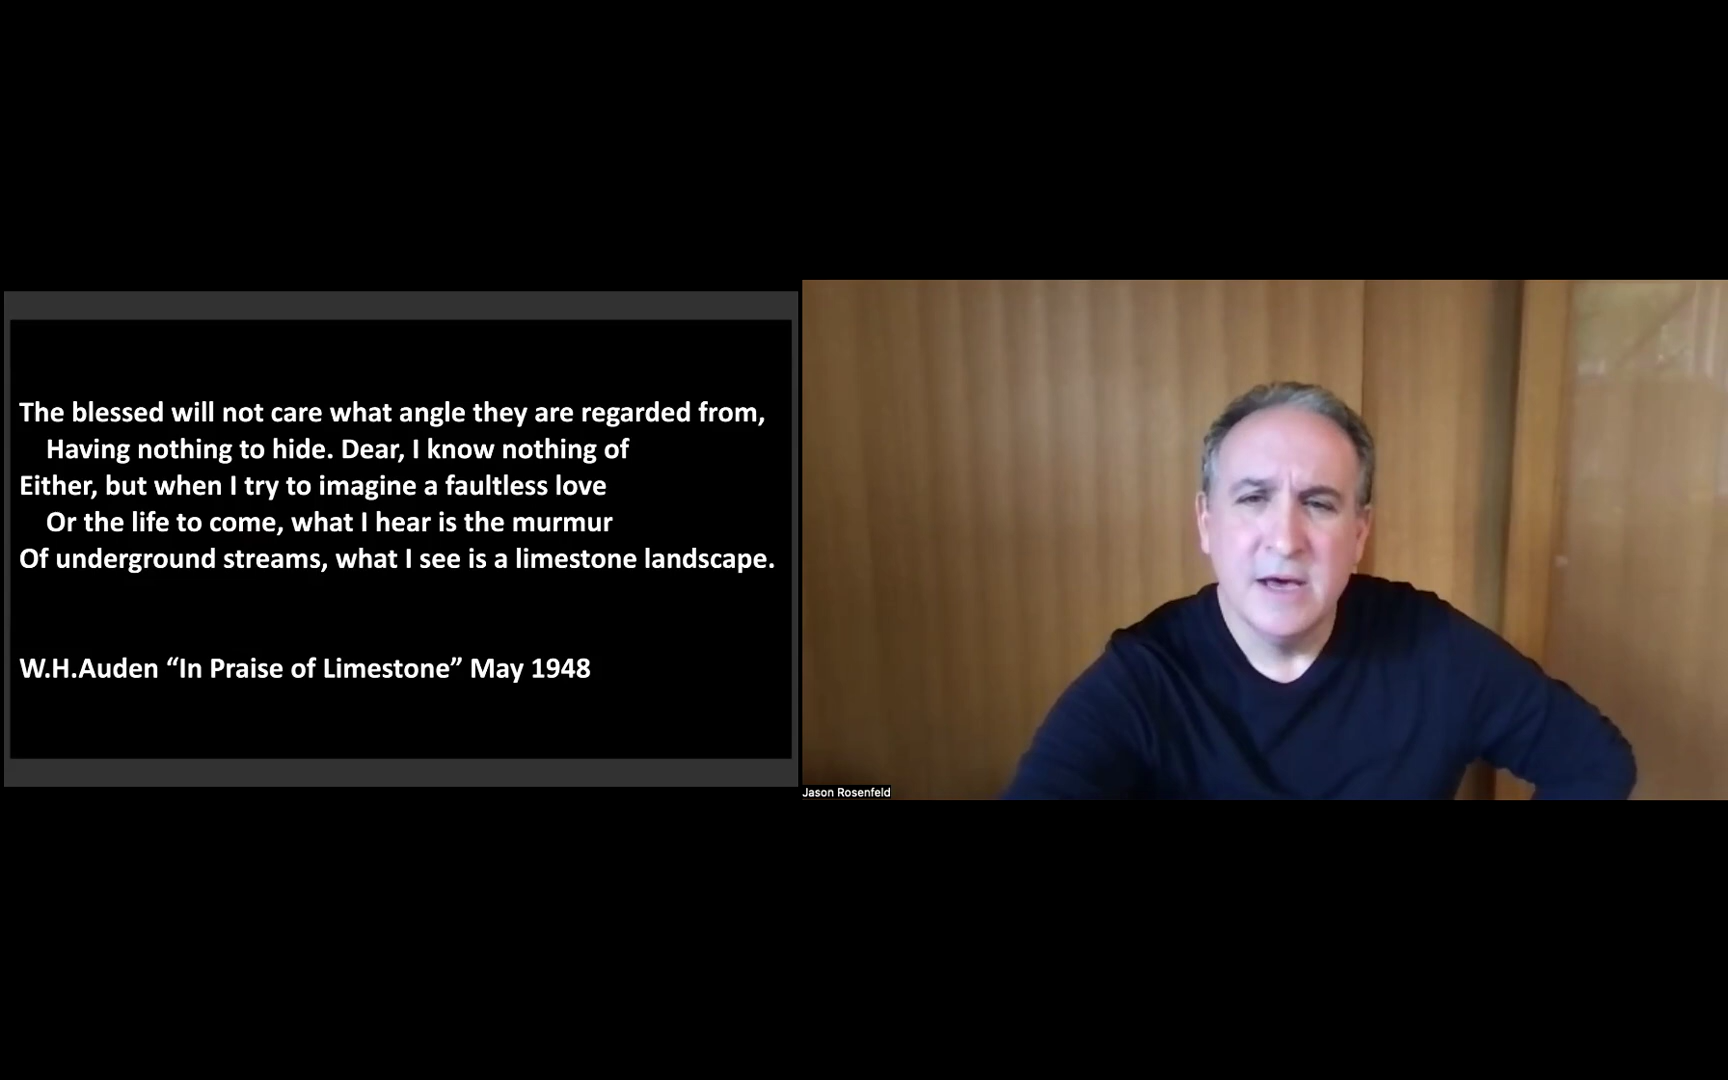 The blessed will not care what angle they are regarded from,
Having nothing to hide. Dear, I know nothing of
Either, but when I try to imagine a faultless love
Or the life to come, what I hear is the murmur
Of underground streams, what I see is a limestone landscape.
W.H.Auden “In Praise of Limestone” May 1948
Jason Rosenfeld